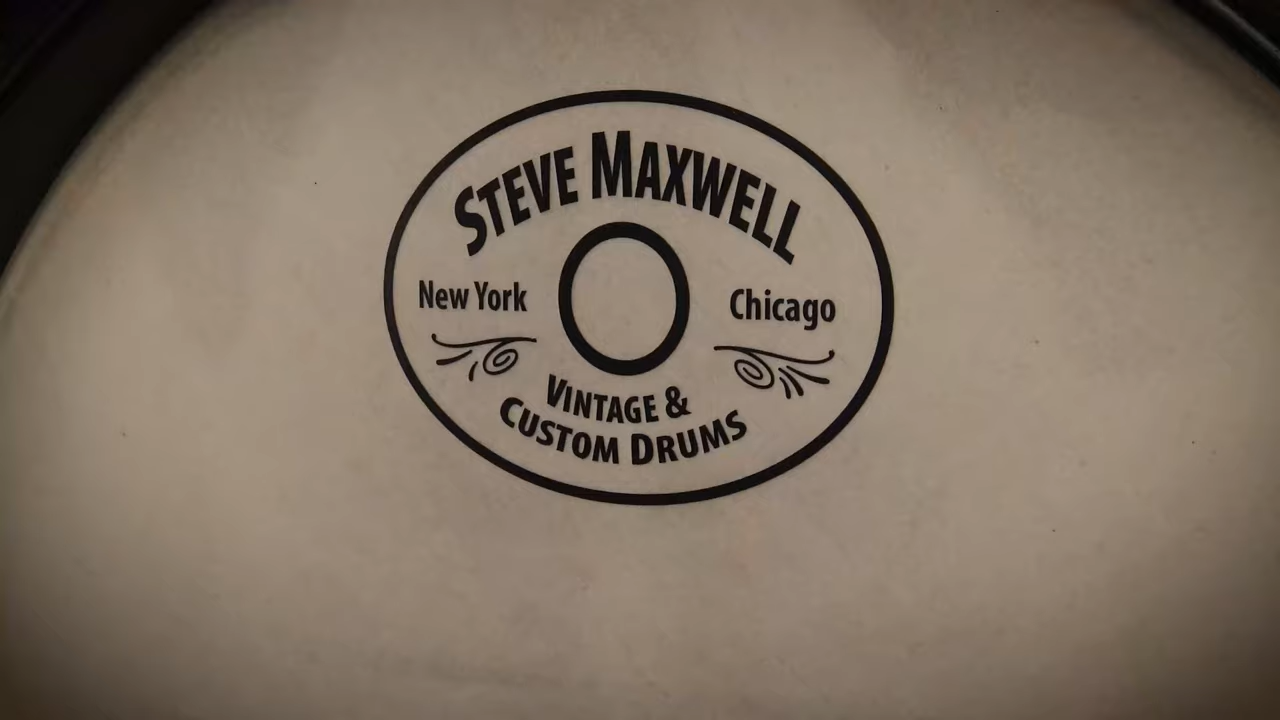 STEVE MAXWELL
New York
Chicago
VINTAGE &
CUSTOM DRUMS